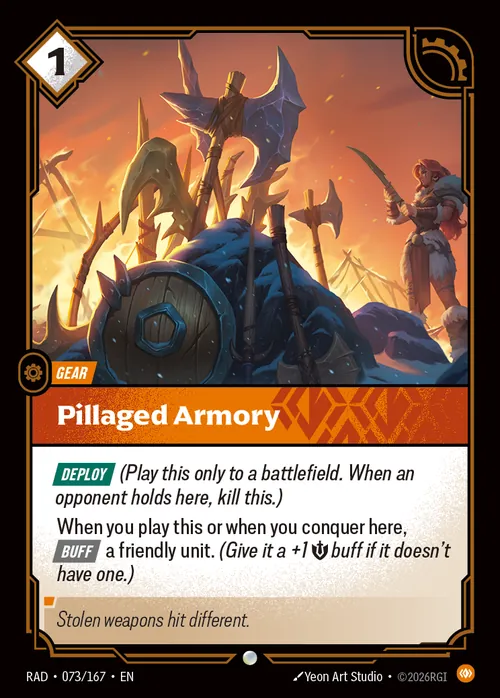 1
GEAR
Pillaged Armory
DEPLOY (Play this only to a battlefield. When an
opponent holds here, kill this.)
When you play this or when you conquer here,
BUFF a friendly unit. (Give it a +1 buff if it doesn't
have one.)
Stolen weapons hit different.
RAD • 073/167 • EN
Yeon Art Studio • ©2026RGI